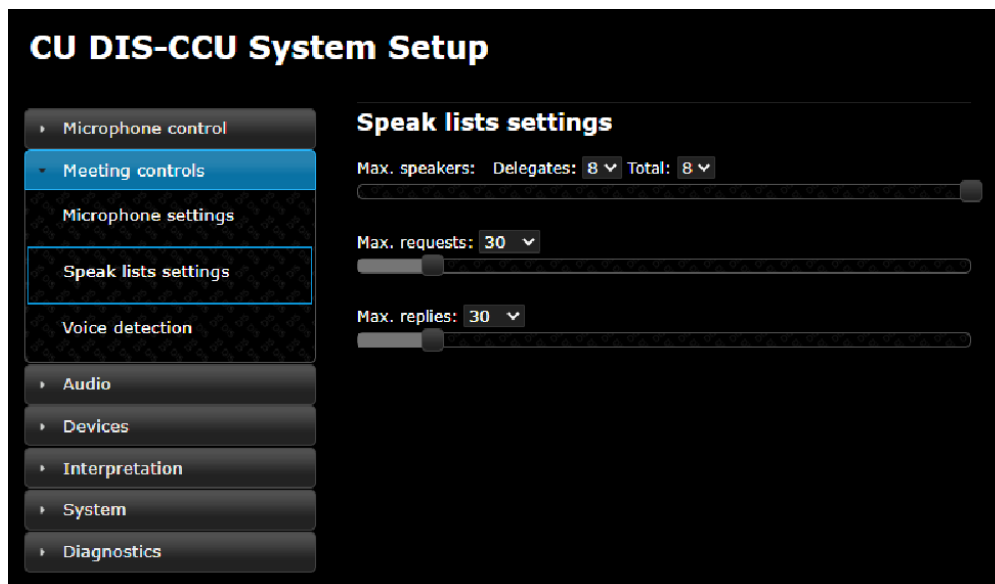 CU DIS-CCU System Setup
Microphone control
Meeting controls
Microphone settings
Speak lists settings
Voice detection
Audio
Devices
Interpretation
System
Diagnostics
Speak lists settings
Max. speakers: Delegates: 8 Total: 8
Max. requests: 30
Max. replies: 30